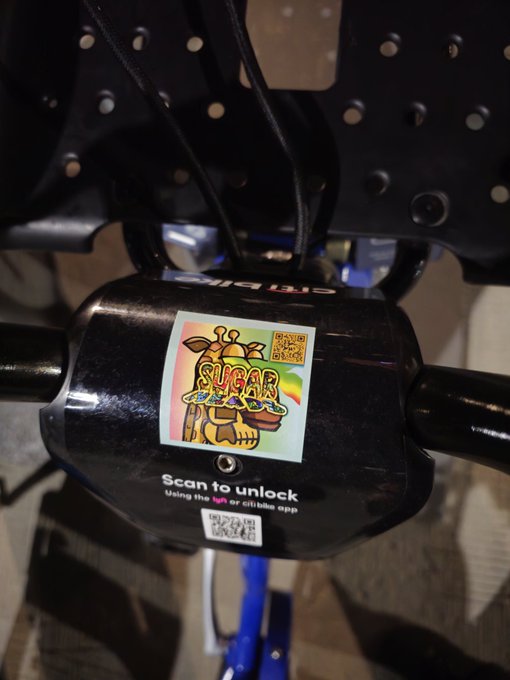 citi bike
SUGAR
Scan to unlock
Using the lyft or citi bike app